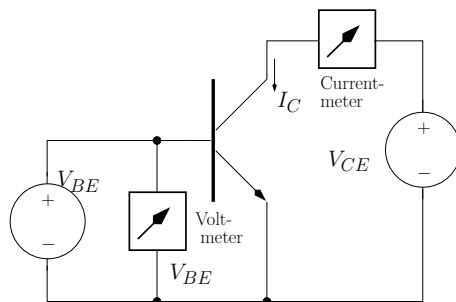 Current-
meter
I_C
+
V_CE
−
V_BE
+
−
Volt-
meter
V_BE